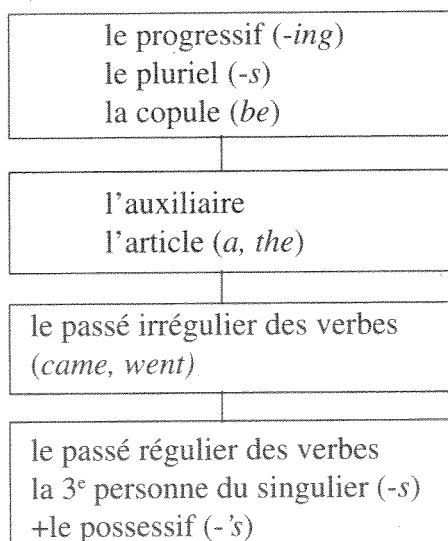 le progressif (-ing)
le pluriel (-s)
la copule (be)
l'auxiliaire
l'article (a, the)
le passé irrégulier des verbes
(came, went)
le passé régulier des verbes
la 3e personne du singulier (-s)
+le possessif (-'s)